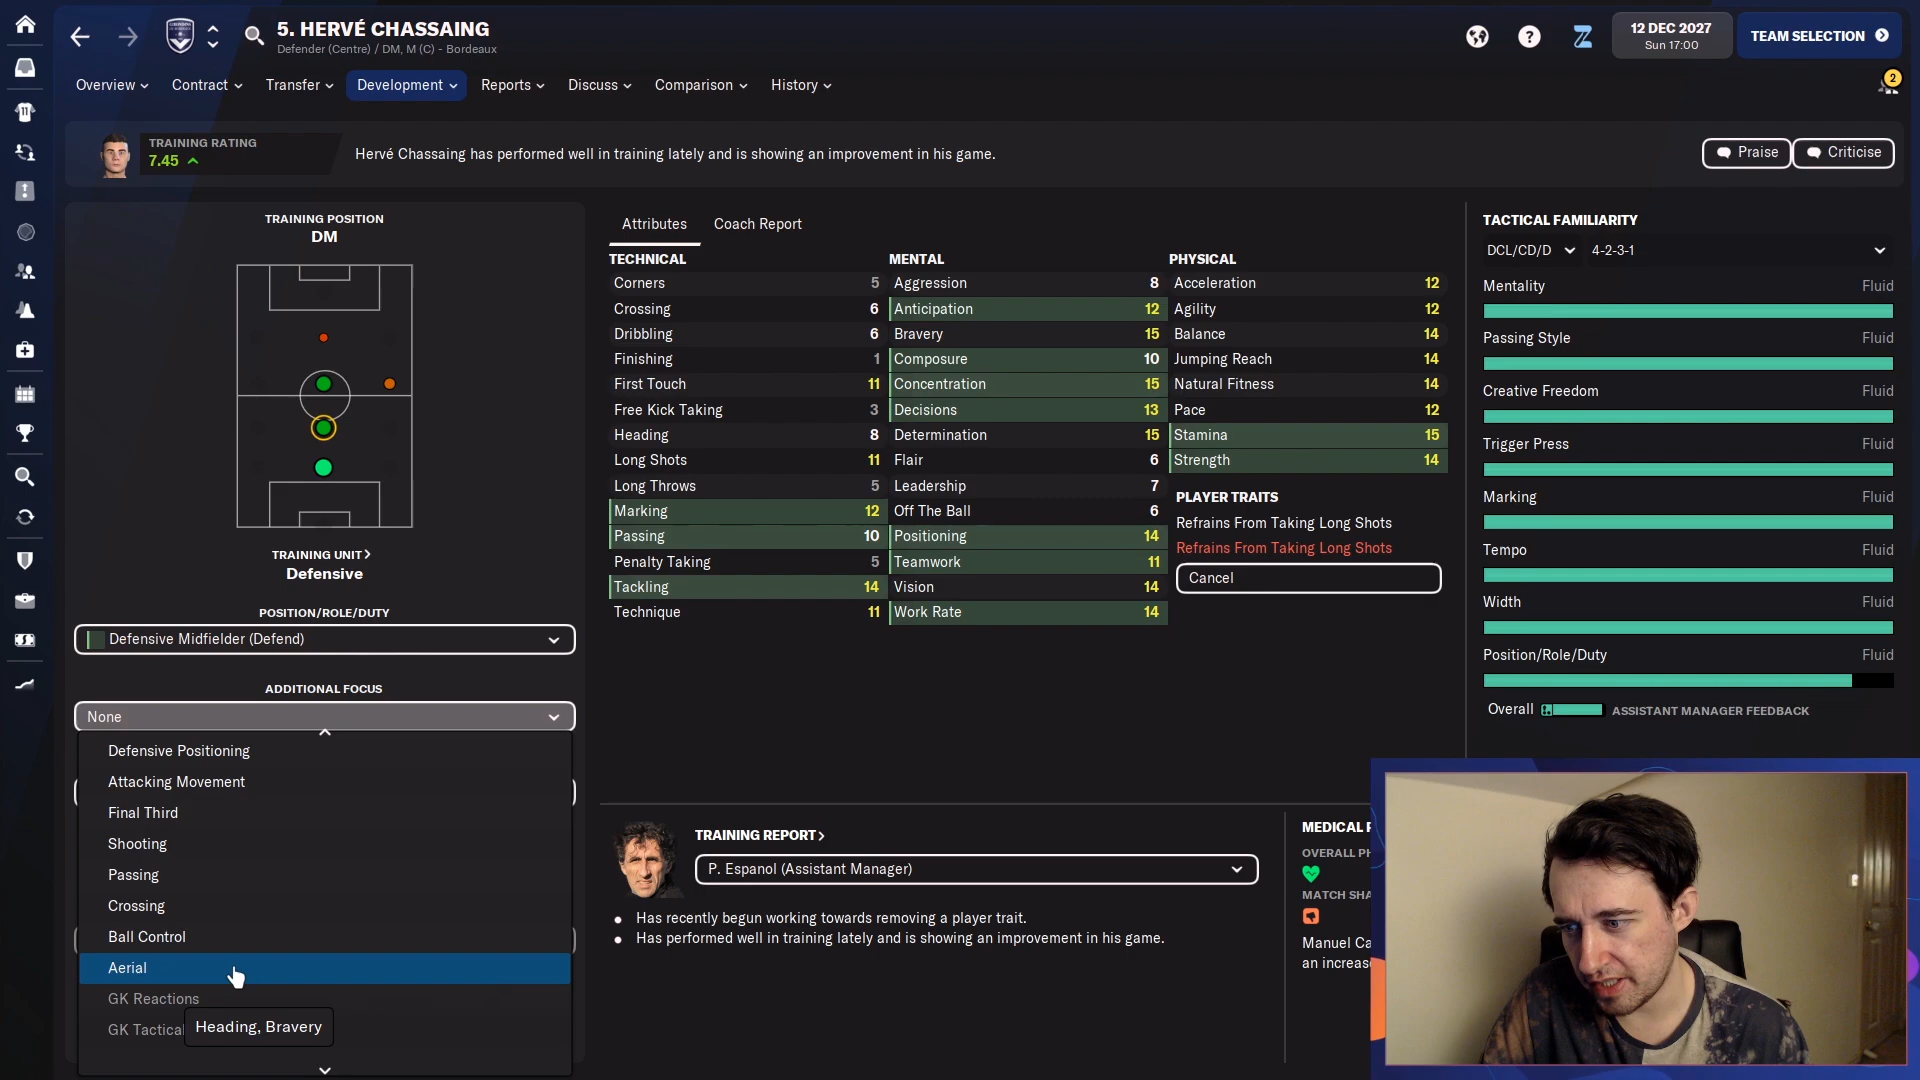 5. HERVÉ CHASSAING
Defender (Centre) / DM, M (C) - Bordeaux
12 DEC 2027
Sun 17:00
TEAM SELECTION
Overview
Contract
Transfer
Development
Reports
Discuss
Comparison
History
2
TRAINING RATING
7.45
Hervé Chassaing has performed well in training lately and is showing an improvement in his game.
Praise
Criticise
TRAINING POSITION
DM
TRAINING UNIT
Defensive
POSITION/ROLE/DUTY
Defensive Midfielder (Defend)
ADDITIONAL FOCUS
None
Defensive Positioning
Attacking Movement
Final Third
Shooting
Passing
Crossing
Ball Control
Aerial
GK Reactions
GK Tactical
Heading, Bravery
Attributes
Coach Report
TECHNICAL
Corners 5
Crossing 6
Dribbling 6
Finishing 1
First Touch 11
Free Kick Taking 3
Heading 8
Long Shots 11
Long Throws 5
Marking 12
Passing 10
Penalty Taking 5
Tackling 14
Technique 11
MENTAL
Aggression 8
Anticipation 12
Bravery 15
Composure 10
Concentration 15
Decisions 13
Determination 15
Flair 6
Leadership 7
Off The Ball 6
Positioning 14
Teamwork 11
Vision 14
Work Rate 14
PHYSICAL
Acceleration 12
Agility 12
Balance 14
Jumping Reach 14
Natural Fitness 14
Pace 12
Stamina 15
Strength 14
PLAYER TRAITS
Refrains From Taking Long Shots
Refrains From Taking Long Shots
Cancel
TACTICAL FAMILIARITY
DCL/CD/D
4-2-3-1
Mentality Fluid
Passing Style Fluid
Creative Freedom Fluid
Trigger Press Fluid
Marking Fluid
Tempo Fluid
Width Fluid
Position/Role/Duty Fluid
Overall
ASSISTANT MANAGER FEEDBACK
TRAINING REPORT
P. Espanol (Assistant Manager)
Has recently begun working towards removing a player trait.
Has performed well in training lately and is showing an improvement in his game.
MEDICAL
OVERALL
MATCH
Manuel
an